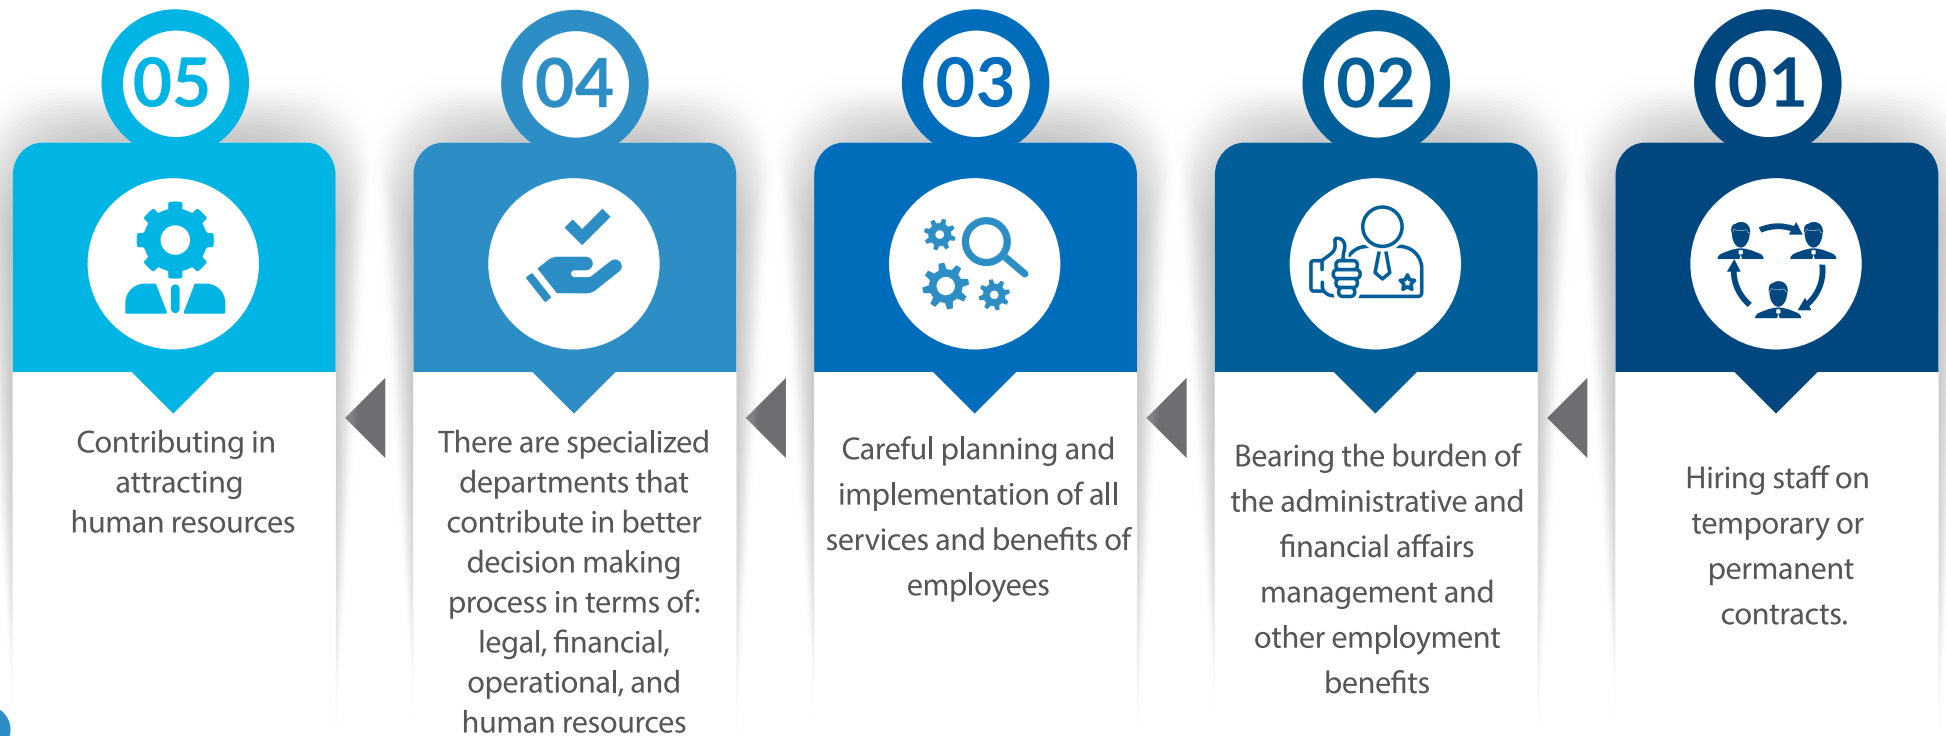 01
Hiring staff on
temporary or
permanent
contracts.
02
Bearing the burden of
the administrative and
financial affairs
management and
other employment
benefits
03
Careful planning and
implementation of all
services and benefits of
employees
04
There are specialized
departments that
contribute in better
decision making
process in terms of:
legal, financial,
operational, and
human resources
05
Contributing in
attracting
human resources